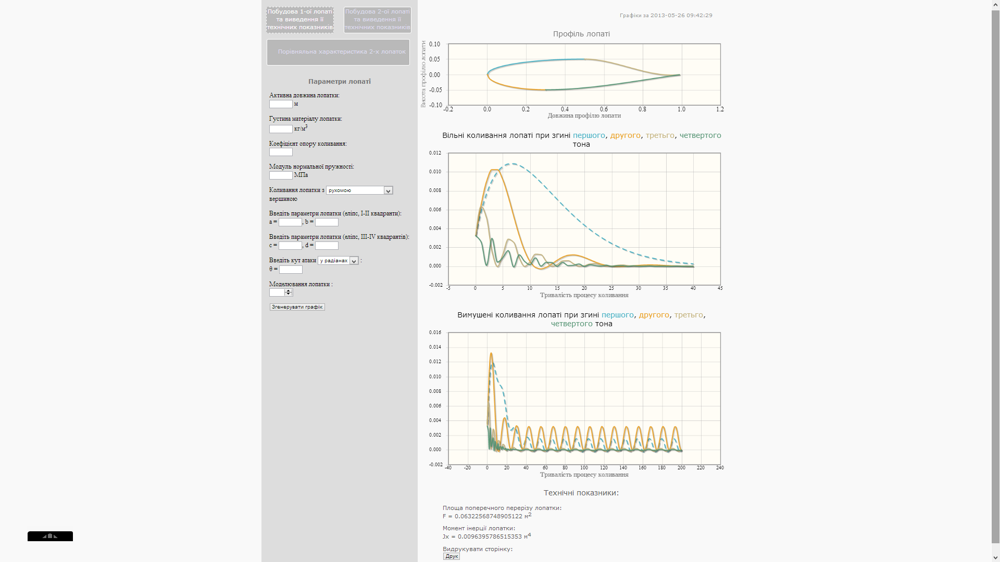 Побудова 1-ої лопаті
та виведення її
технічних показників
Побудова 2-ої лопаті
та виведення її
технічних показників
Порівняльна характеристика 2-х лопаток
Параметри лопаті
Активна довжина лопатки:
м
Густина матеріалу лопатки:
кг/м³
Коефіцієнт опору коливання:
Модуль нормальної пружності:
МПа
Коливання лопатки з рухомою
вершиною
Введіть параметри лопатки (еліпс, I-II квадранти):
a = , b =
Введіть параметри лопатки (еліпс, III-IV квадрантів):
c = , d =
Введіть кут атаки у радіанах :
θ =
Моделювання лопатки :
Згенерувати графік
Графіки за 2013-05-26 09:42:29
Профіль лопаті
Висота профілю лопати
0.10
0.05
0.00
-0.05
-0.10
-0.2 0.0 0.2 0.4 0.6 0.8 1.0 1.2
Довжина профілю лопати
Вільні коливання лопаті при згині першого, другого, третьго, четвертого
тона
0.012
0.010
0.008
0.006
0.004
0.002
0.000
-0.002
-5 0 5 10 15 20 25 30 35 40 45
Тривалість процесу коливання
Вимушені коливання лопаті при згині першого, другого, третьго,
четвертого тона
0.016
0.014
0.012
0.010
0.008
0.006
0.004
0.002
0.000
-0.002
-40 -20 0 20 40 60 80 100 120 140 160 180 200 220 240
Тривалість процесу коливання
Технічні показники:
Площа поперечного перерізу лопатки:
F = 0.06322568748905122 м²
Момент інерції лопатки:
Jx = 0.0096395786515353 м⁴
Видрукувати сторінку:
Друк